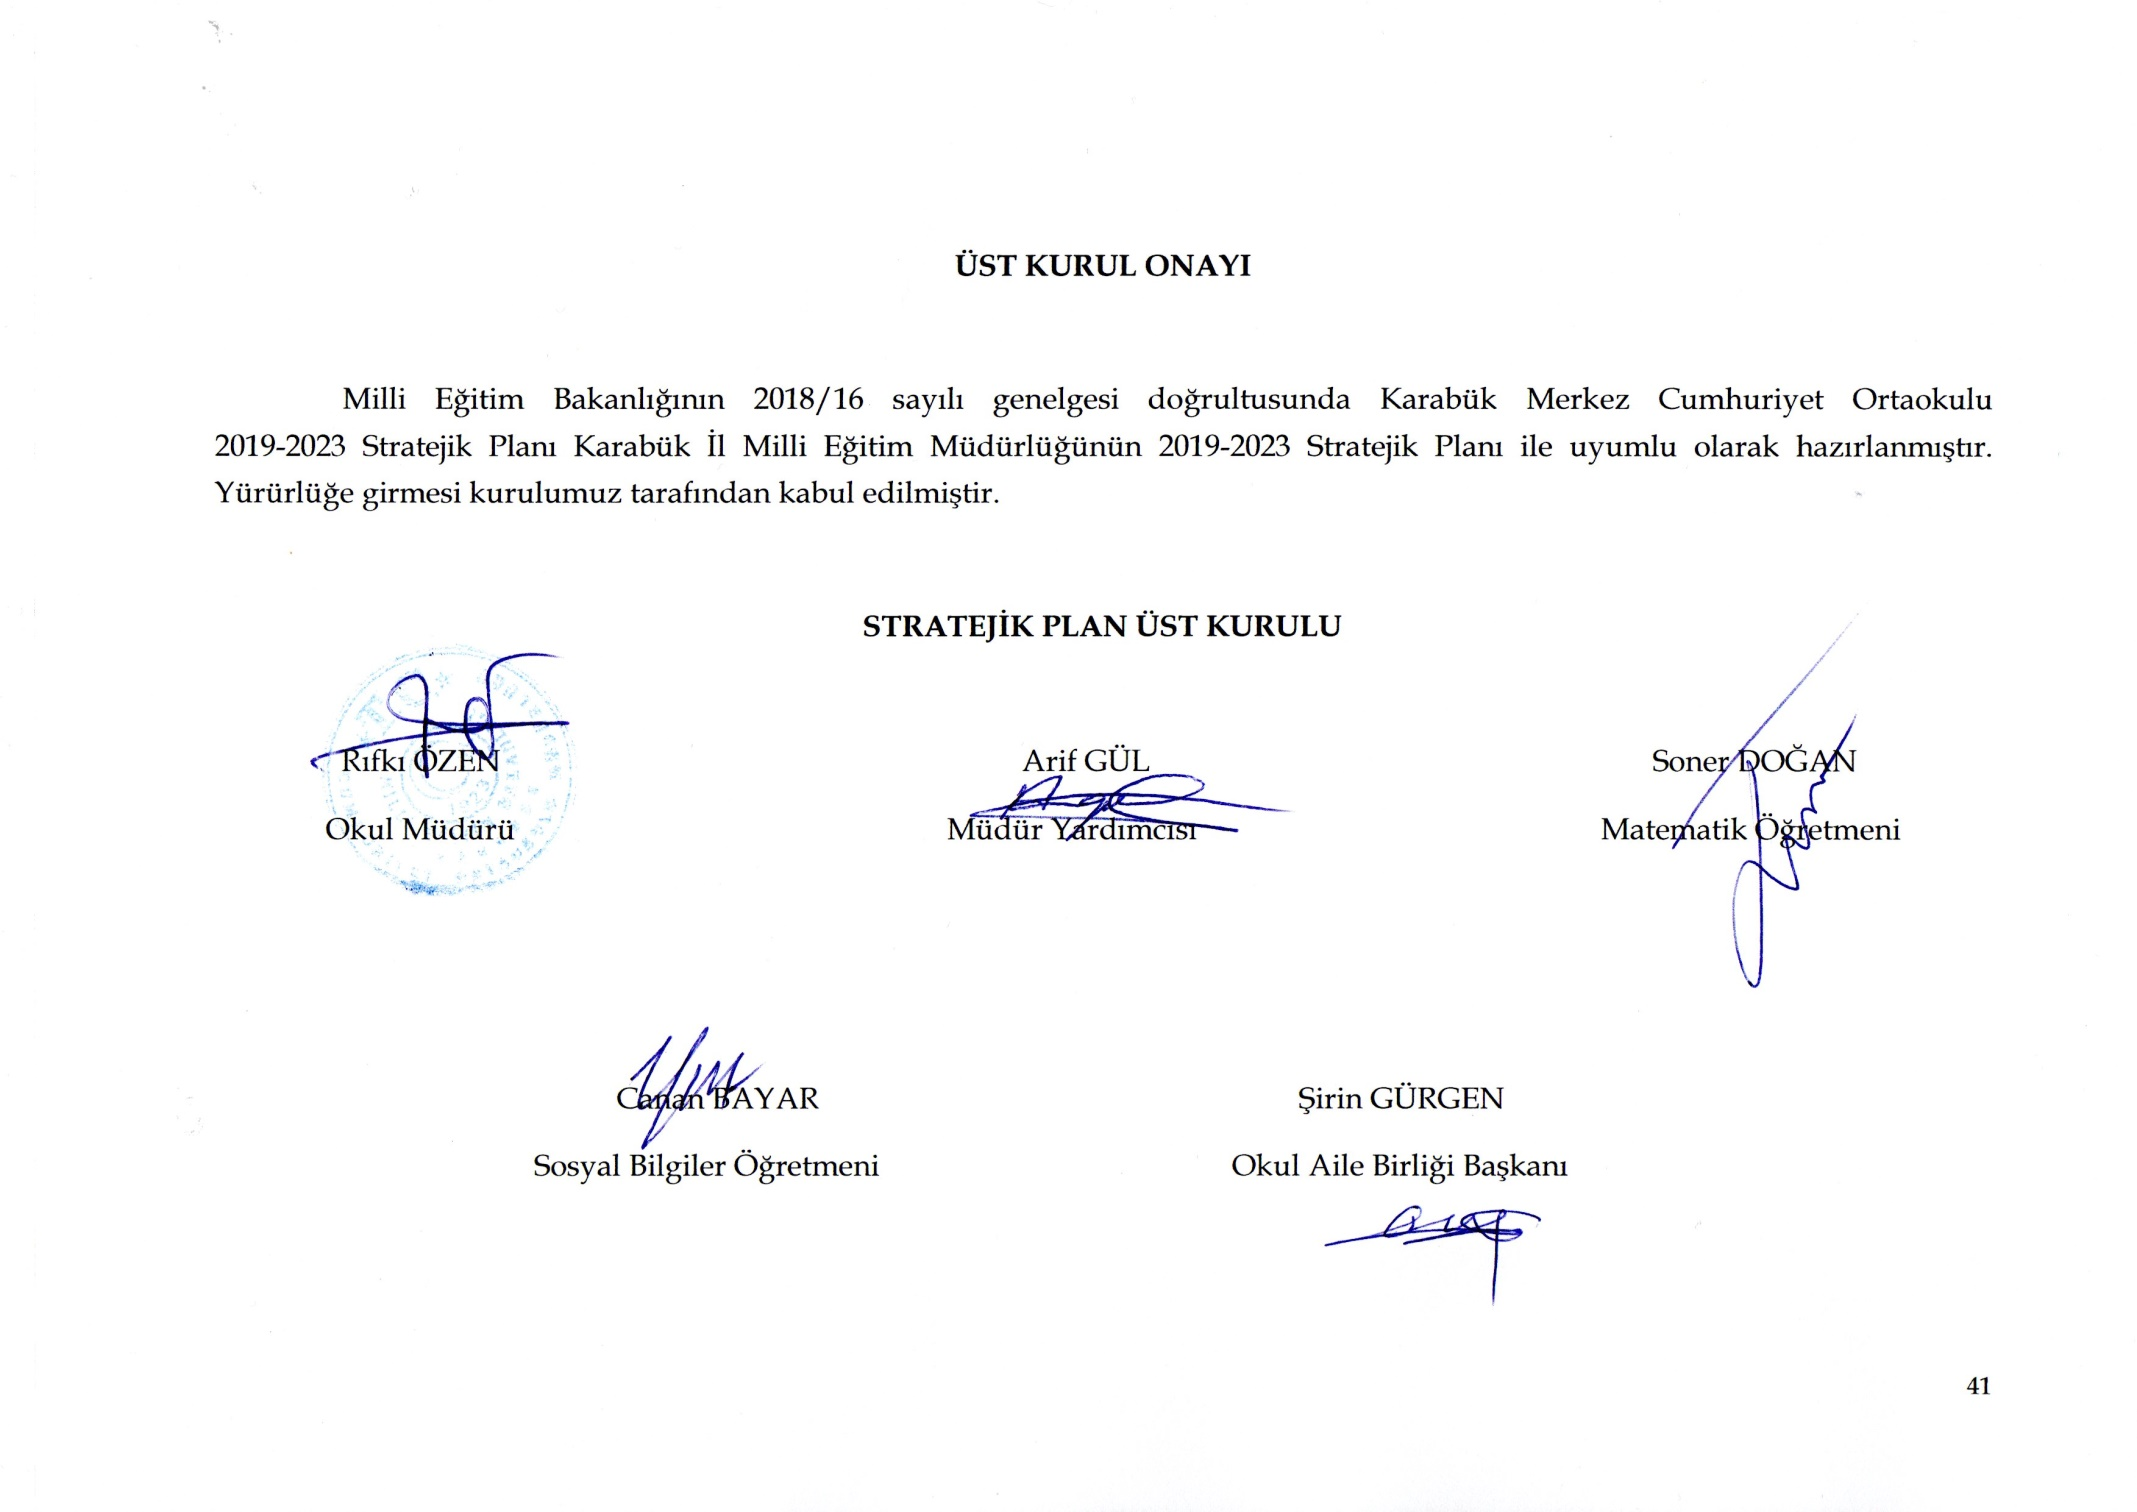 ÜST KURUL ONAYI
Milli Eğitim Bakanlığının 2018/16 sayılı genelgesi doğrultusunda Karabük Merkez Cumhuriyet Ortaokulu
2019-2023 Stratejik Planı Karabük İl Milli Eğitim Müdürlüğünün 2019-2023 Stratejik Planı ile uyumlu olarak hazırlanmıştır.
Yürürlüğe girmesi kurulumuz tarafından kabul edilmiştir.
STRATEJİK PLAN ÜST KURULU
Rıfkı ÖZEN
Okul Müdürü
Arif GÜL
Müdür Yardımcısı
Soner DOĞAN
Matematik Öğretmeni
Canan BAYAR
Sosyal Bilgiler Öğretmeni
Şirin GÜRGEN
Okul Aile Birliği Başkanı
41